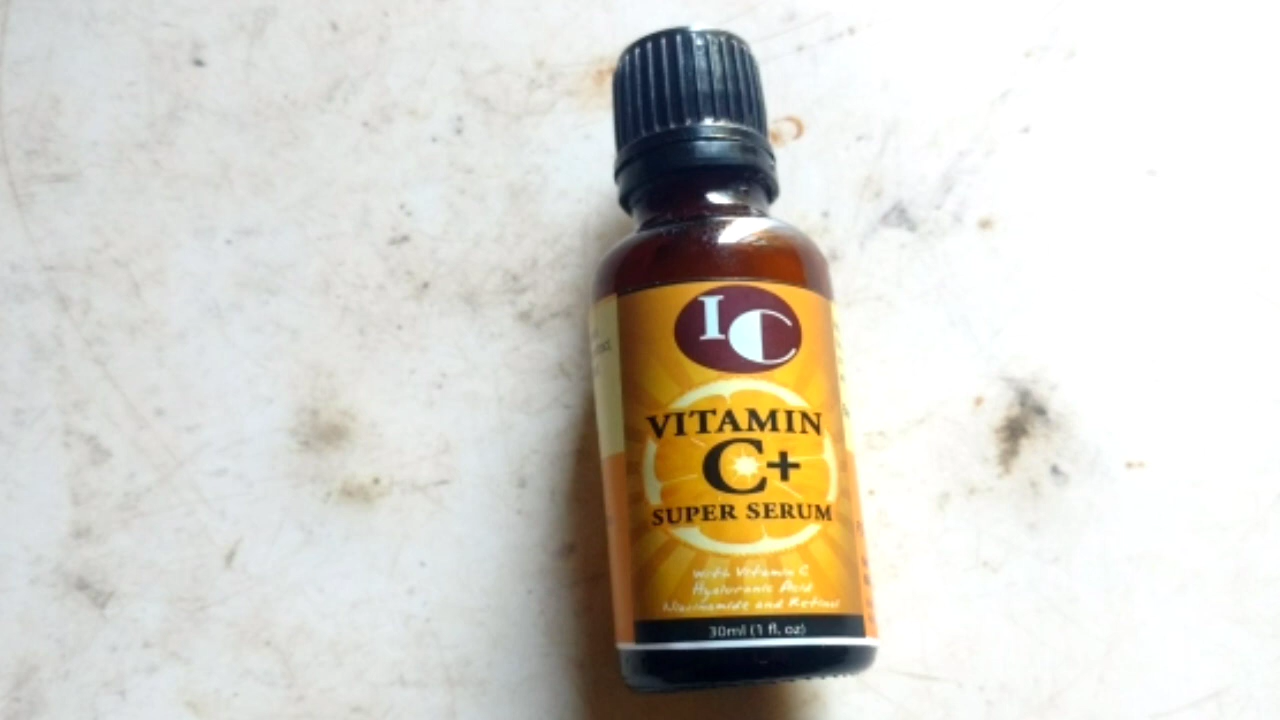 IC
VITAMIN
C+
SUPER SERUM
With Vitamin C
Hyaluronic Acid
Niacinamide and Retinol
30ml (1 fl. oz)